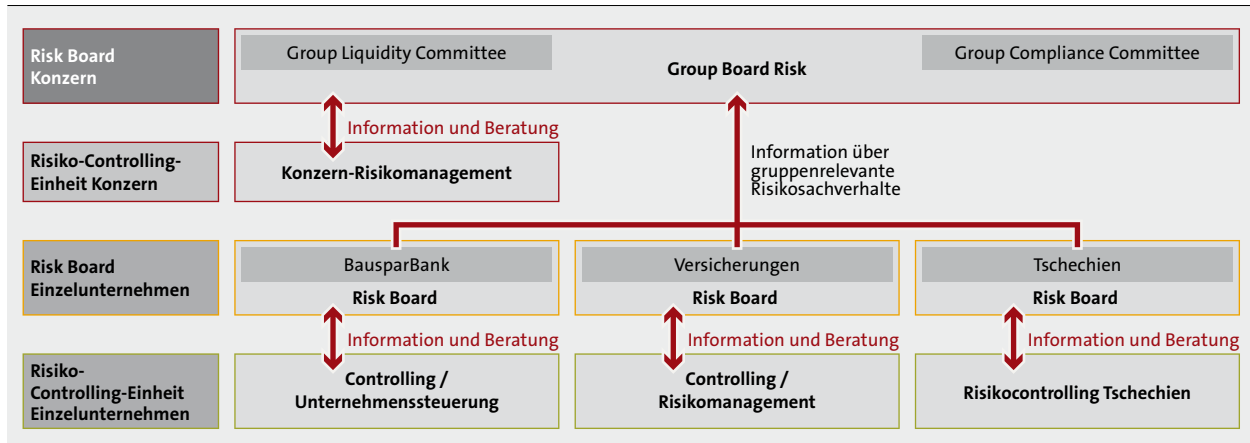 Risk Board
Konzern
Group Liquidity Committee
Group Board Risk
Group Compliance Committee
Information und Beratung
Risiko-Controlling-
Einheit Konzern
Konzern-Risikomanagement
Information über
gruppenrelevante
Risikosachverhalte
Risk Board
Einzelunternehmen
BausparBank
Risk Board
Versicherungen
Risk Board
Tschechien
Risk Board
Information und Beratung
Information und Beratung
Information und Beratung
Risiko-
Controlling-Einheit
Einzelunternehmen
Controlling /
Unternehmenssteuerung
Controlling /
Risikomanagement
Risikocontrolling Tschechien